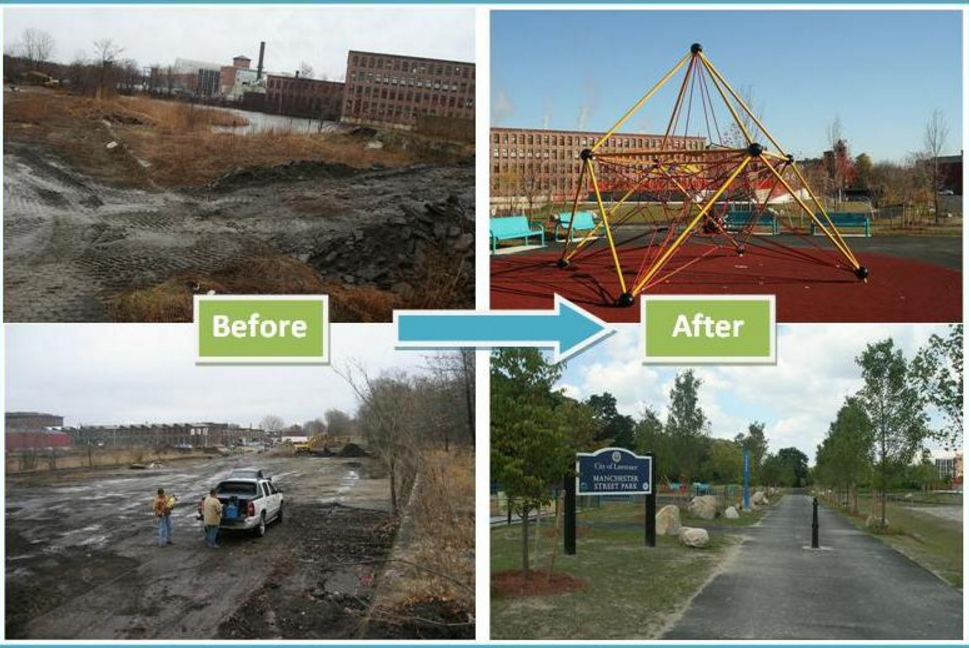 Before
After
City of Lawrence
MANCHESTER
STREET PARK